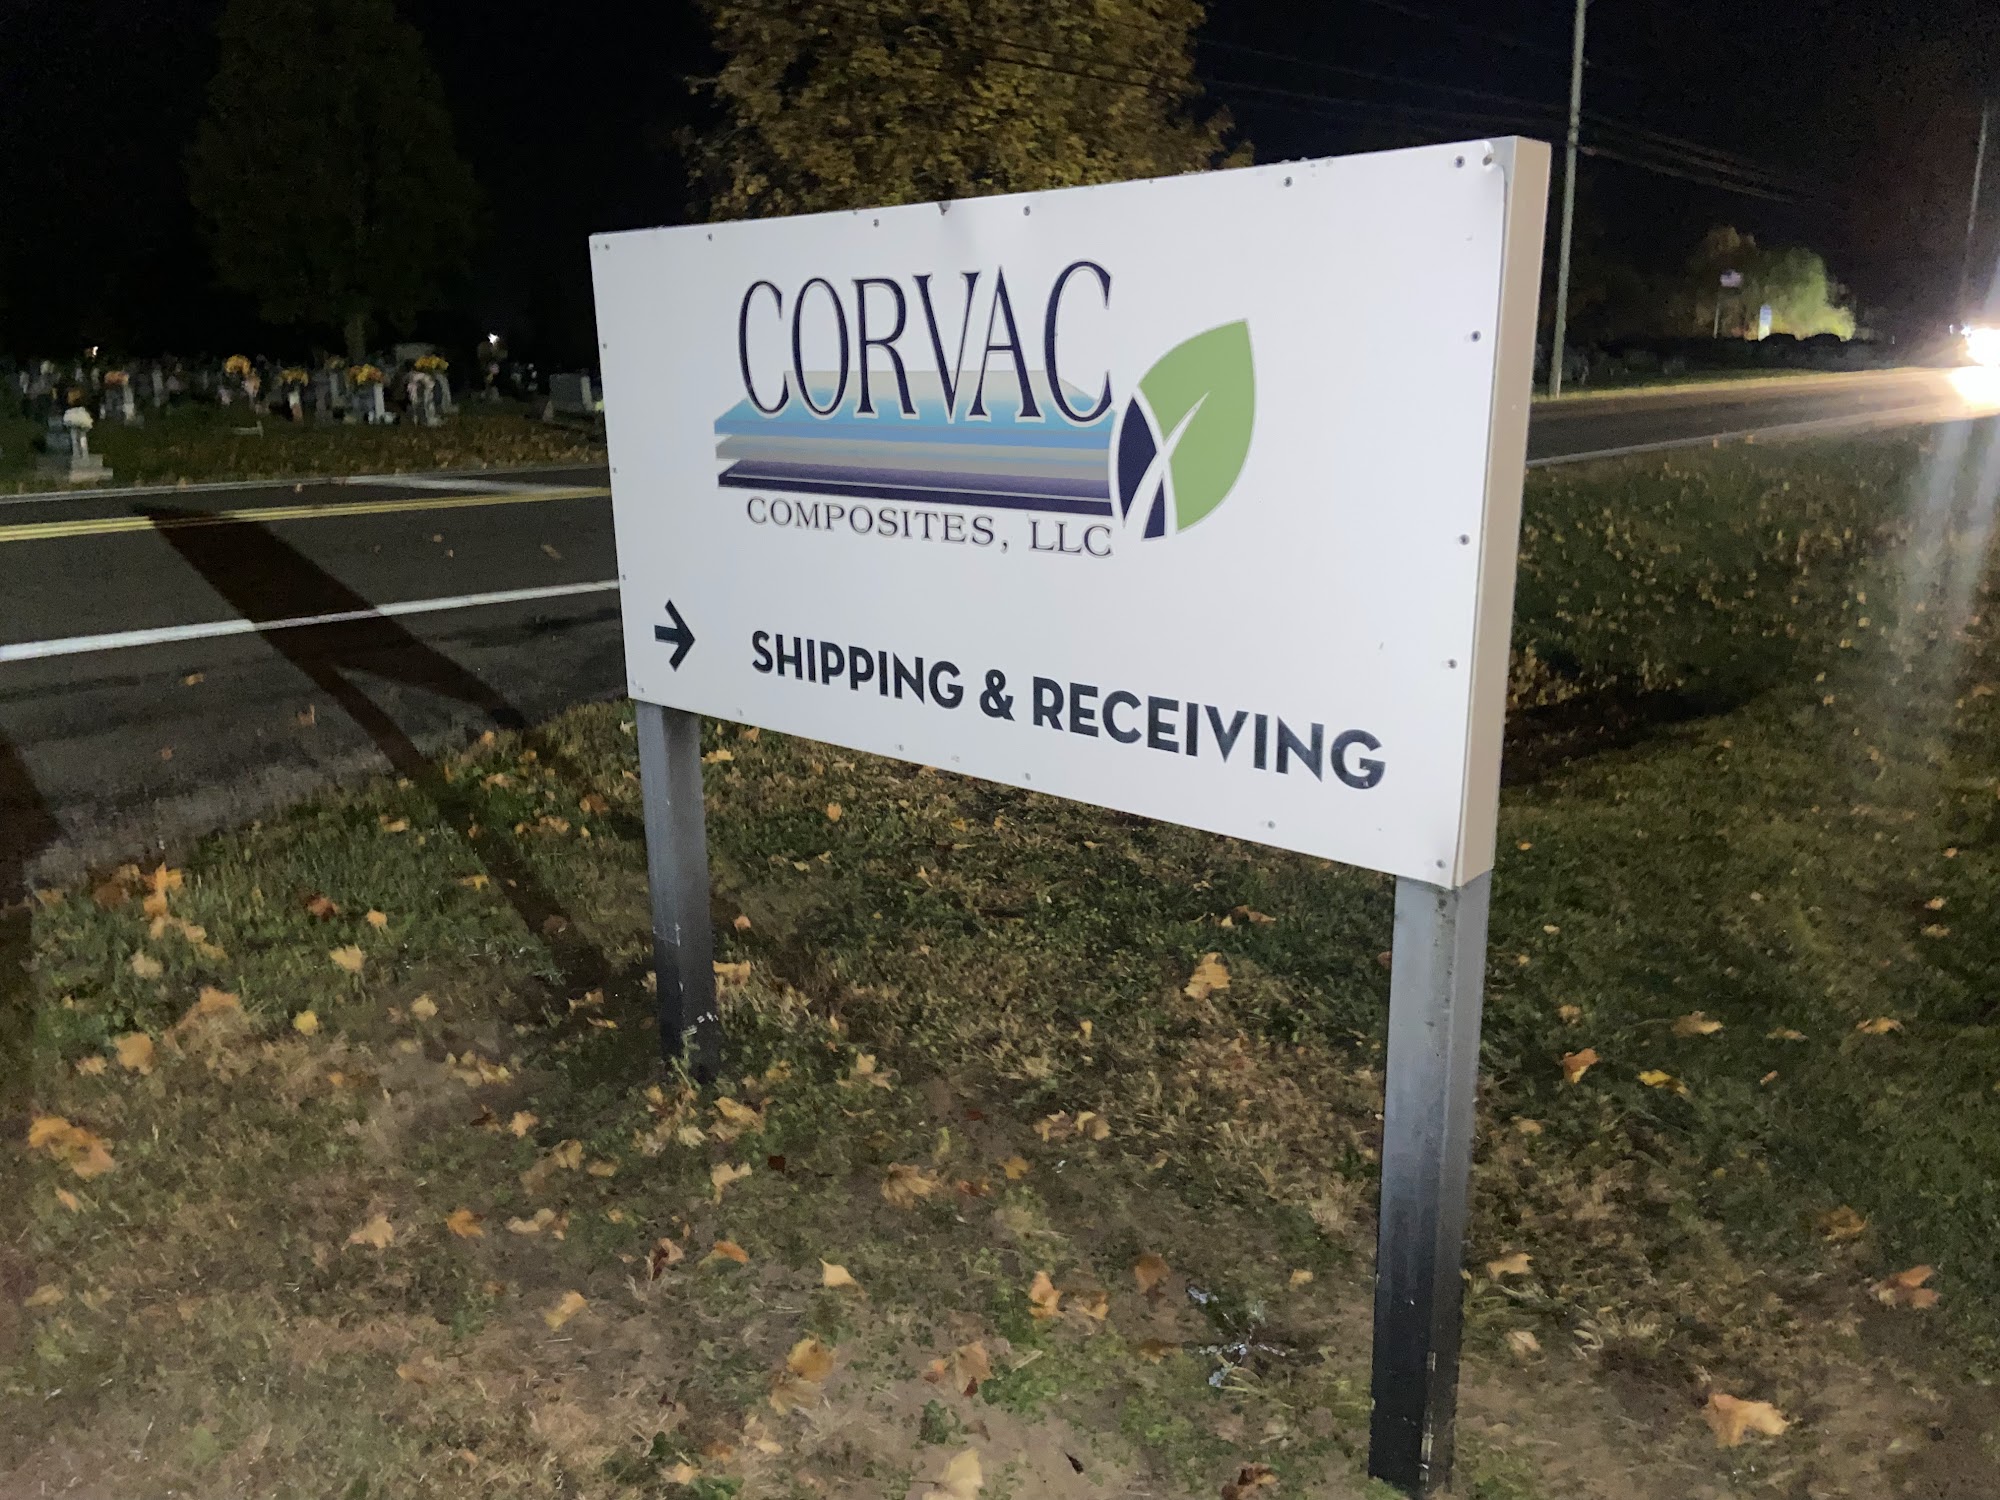 CORVAC
COMPOSITES, LLC
→ SHIPPING & RECEIVING